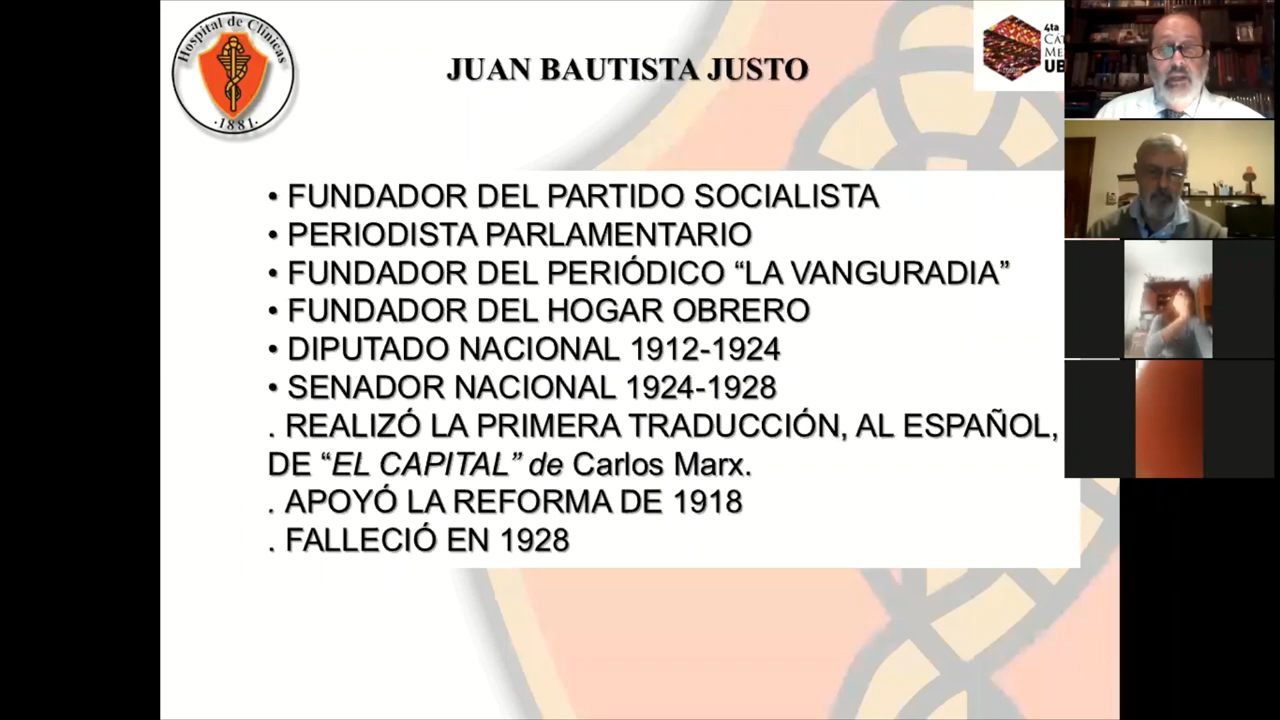 Hospital de Clínicas
·1881·
JUAN BAUTISTA JUSTO
4ta
CÁT
ME
UB
• FUNDADOR DEL PARTIDO SOCIALISTA
• PERIODISTA PARLAMENTARIO
• FUNDADOR DEL PERIÓDICO “LA VANGURADIA”
• FUNDADOR DEL HOGAR OBRERO
• DIPUTADO NACIONAL 1912-1924
• SENADOR NACIONAL 1924-1928
. REALIZÓ LA PRIMERA TRADUCCIÓN, AL ESPAÑOL,
DE “EL CAPITAL” de Carlos Marx.
. APOYÓ LA REFORMA DE 1918
. FALLECIÓ EN 1928